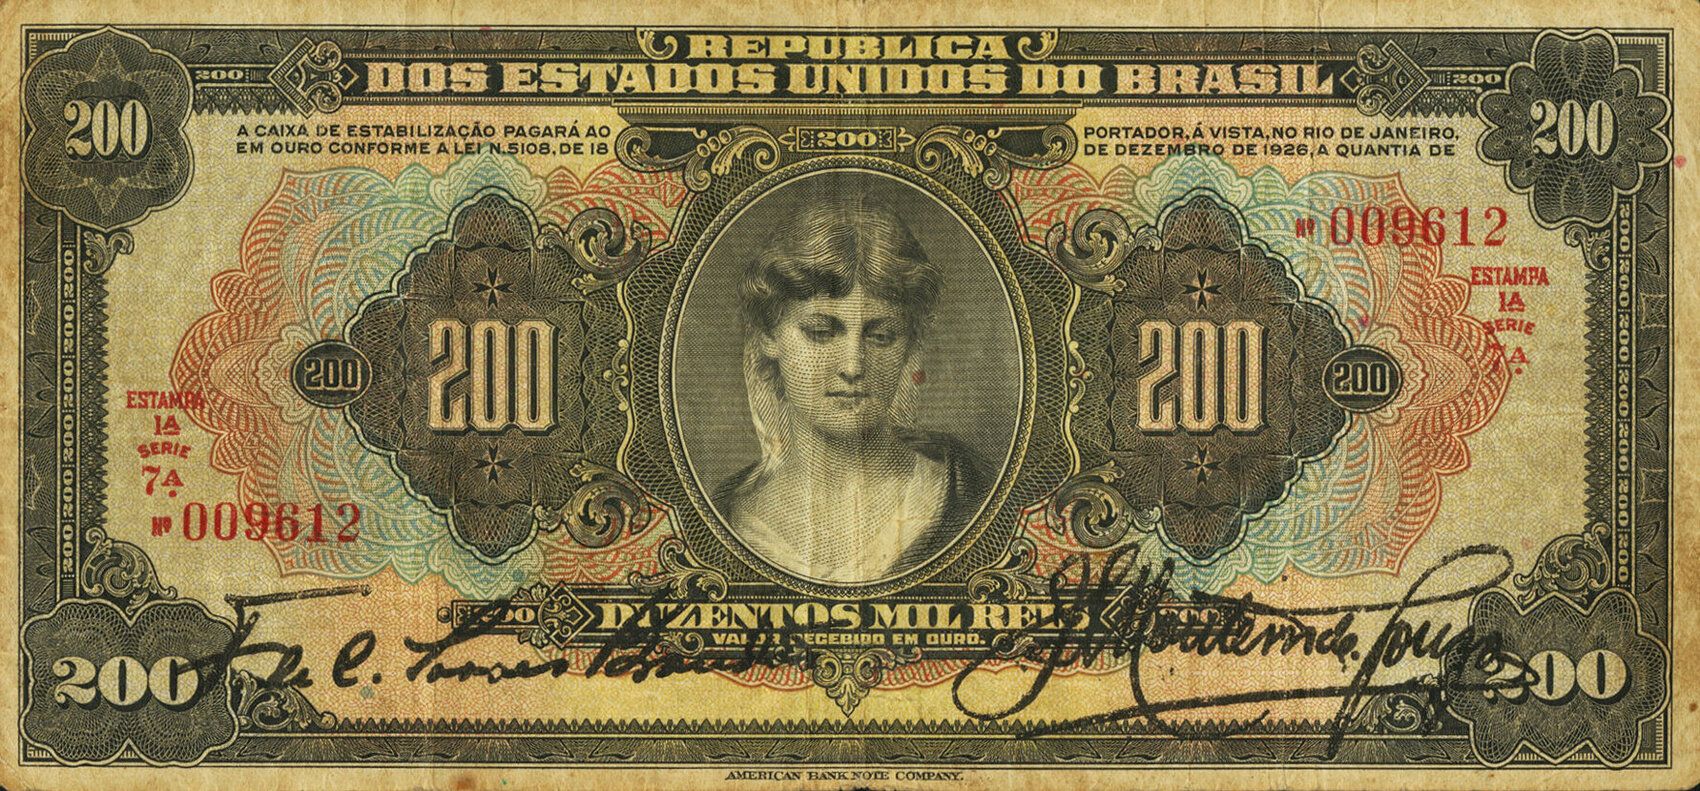 REPUBLICA
DOS ESTADOS UNIDOS DO BRASIL
200 200 200 200
200
A CAIXA DE ESTABILIZAÇÃO PAGARÁ AO PORTADOR, Á VISTA, NO RIO DE JANEIRO,
EM OURO CONFORME A LEI N. 5108, DE 18 DE DEZEMBRO DE 1926, A QUANTIA DE
Nº 009612
ESTAMPA
1A
SERIE
7A.
200 200 200 200
ESTAMPA
1A
SERIE
7A.
Nº 009612
200 DUZENTOS MIL REIS 200
VALOR RECEBIDO EM OURO.
200 200
AMERICAN BANK NOTE COMPANY.